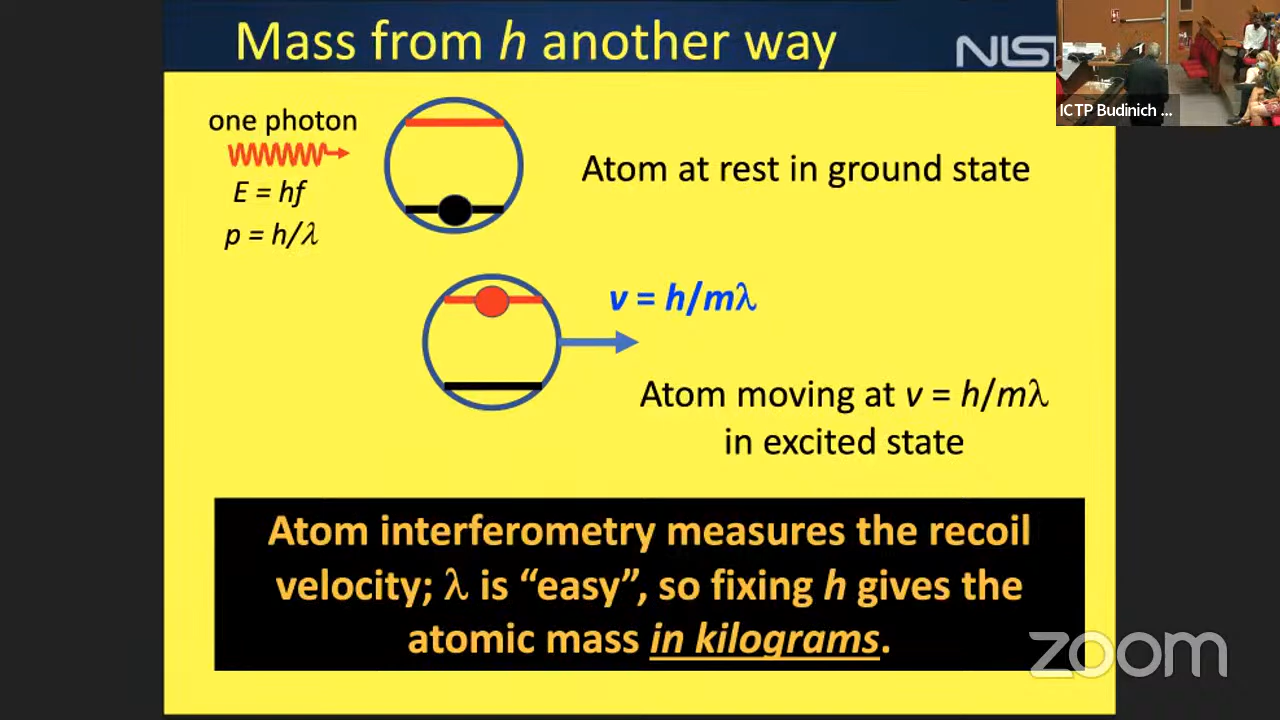 Mass from h another way
NIS
ICTP Budinich ...
one photon
E = hf
p = h/λ
Atom at rest in ground state
v = h/mλ
Atom moving at v = h/mλ
in excited state
Atom interferometry measures the recoil
velocity; λ is “easy”, so fixing h gives the
atomic mass in kilograms.
zoom